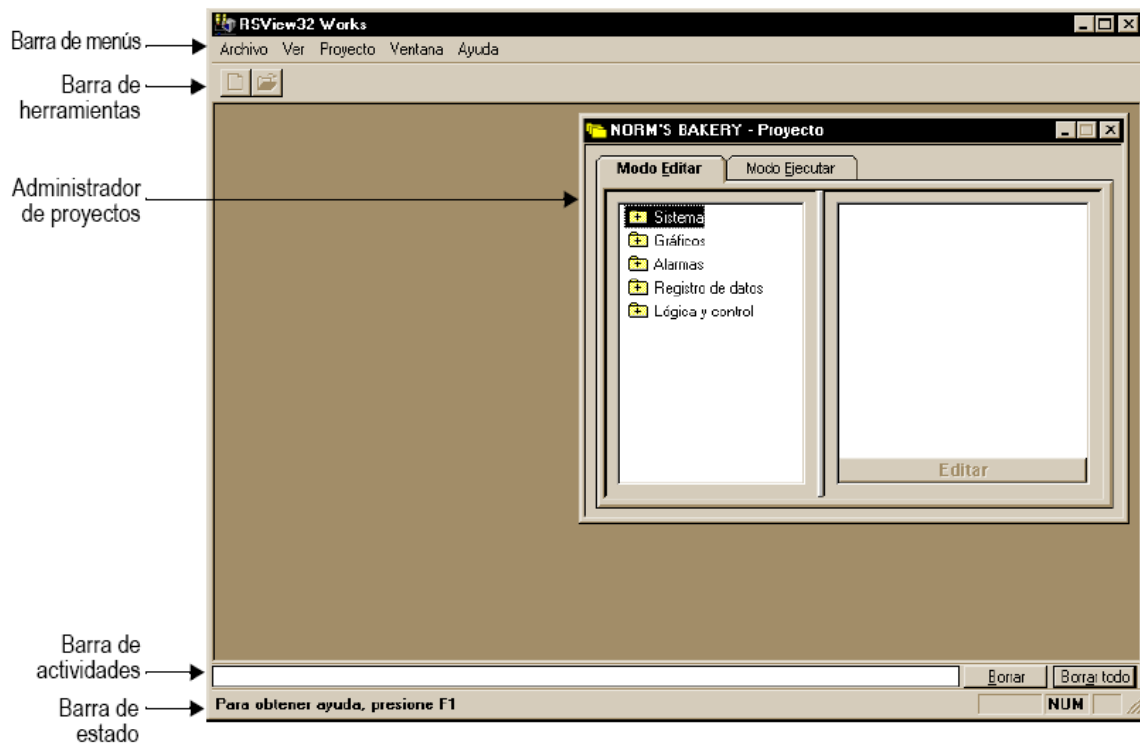 RSView32 Works
Barra de menús
Archivo Ver Proyecto Ventana Ayuda
Barra de
herramientas
NORM'S BAKERY - Proyecto
Modo Editar Modo Ejecutar
Administrador
de proyectos
Sistema
Gráficos
Alarmas
Registro de datos
Lógica y control
Editar
Barra de
actividades
Borrar Borrar todo
Barra de
estado
Para obtener ayuda, presione F1
NUM